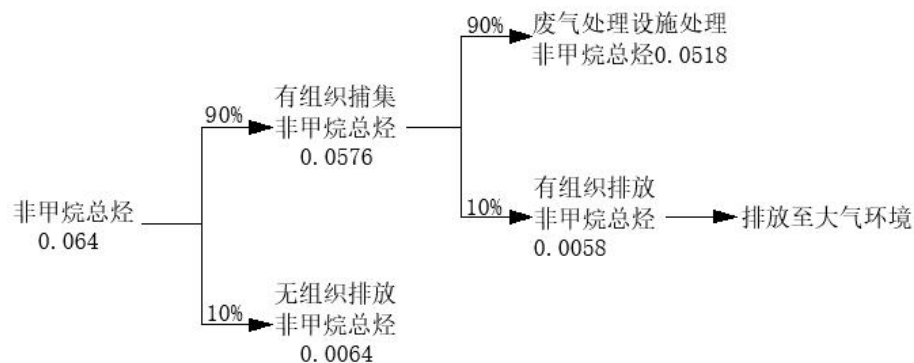 90%
废气处理设施处理
非甲烷总烃0.0518
90%
有组织捕集
非甲烷总烃
0.0576
10%
有组织排放
非甲烷总烃
0.0058
排放至大气环境
非甲烷总烃
0.064
10%
无组织排放
非甲烷总烃
0.0064